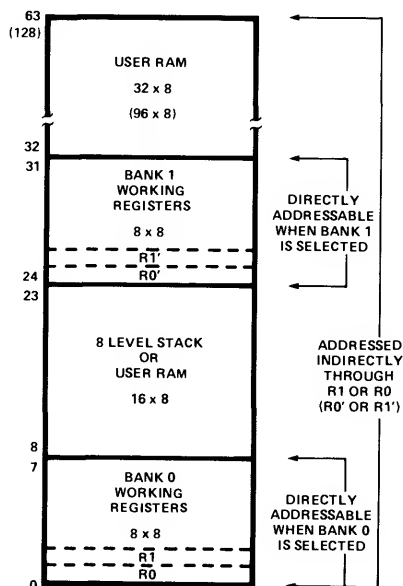 63
(128)
USER RAM
32 x 8
(96 x 8)
32
31
BANK 1
WORKING
REGISTERS
8 x 8
R1'
R0'
DIRECTLY
ADDRESSABLE
WHEN BANK 1
IS SELECTED
24
23
8 LEVEL STACK
OR
USER RAM
16 x 8
ADDRESSED
INDIRECTLY
THROUGH
R1 OR R0
(R0' OR R1')
8
7
BANK 0
WORKING
REGISTERS
8 x 8
R1
R0
DIRECTLY
ADDRESSABLE
WHEN BANK 0
IS SELECTED
0